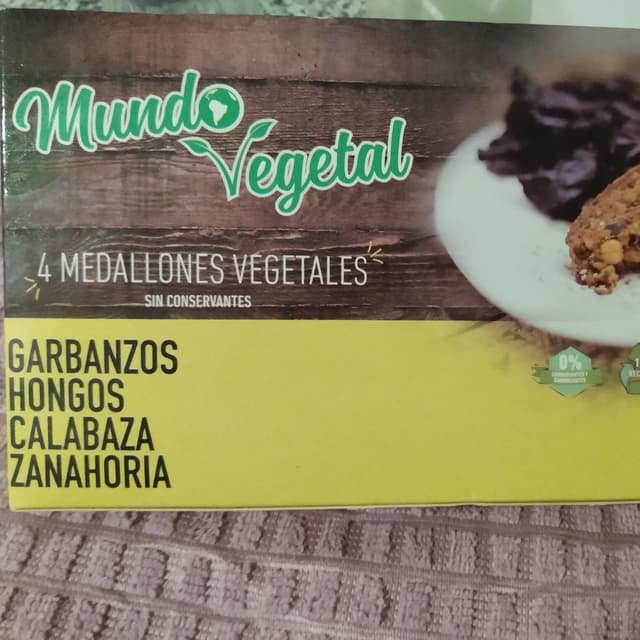 Mundo
Vegetal
4 MEDALLONES VEGETALES
SIN CONSERVANTES
GARBANZOS
HONGOS
CALABAZA
ZANAHORIA
0%